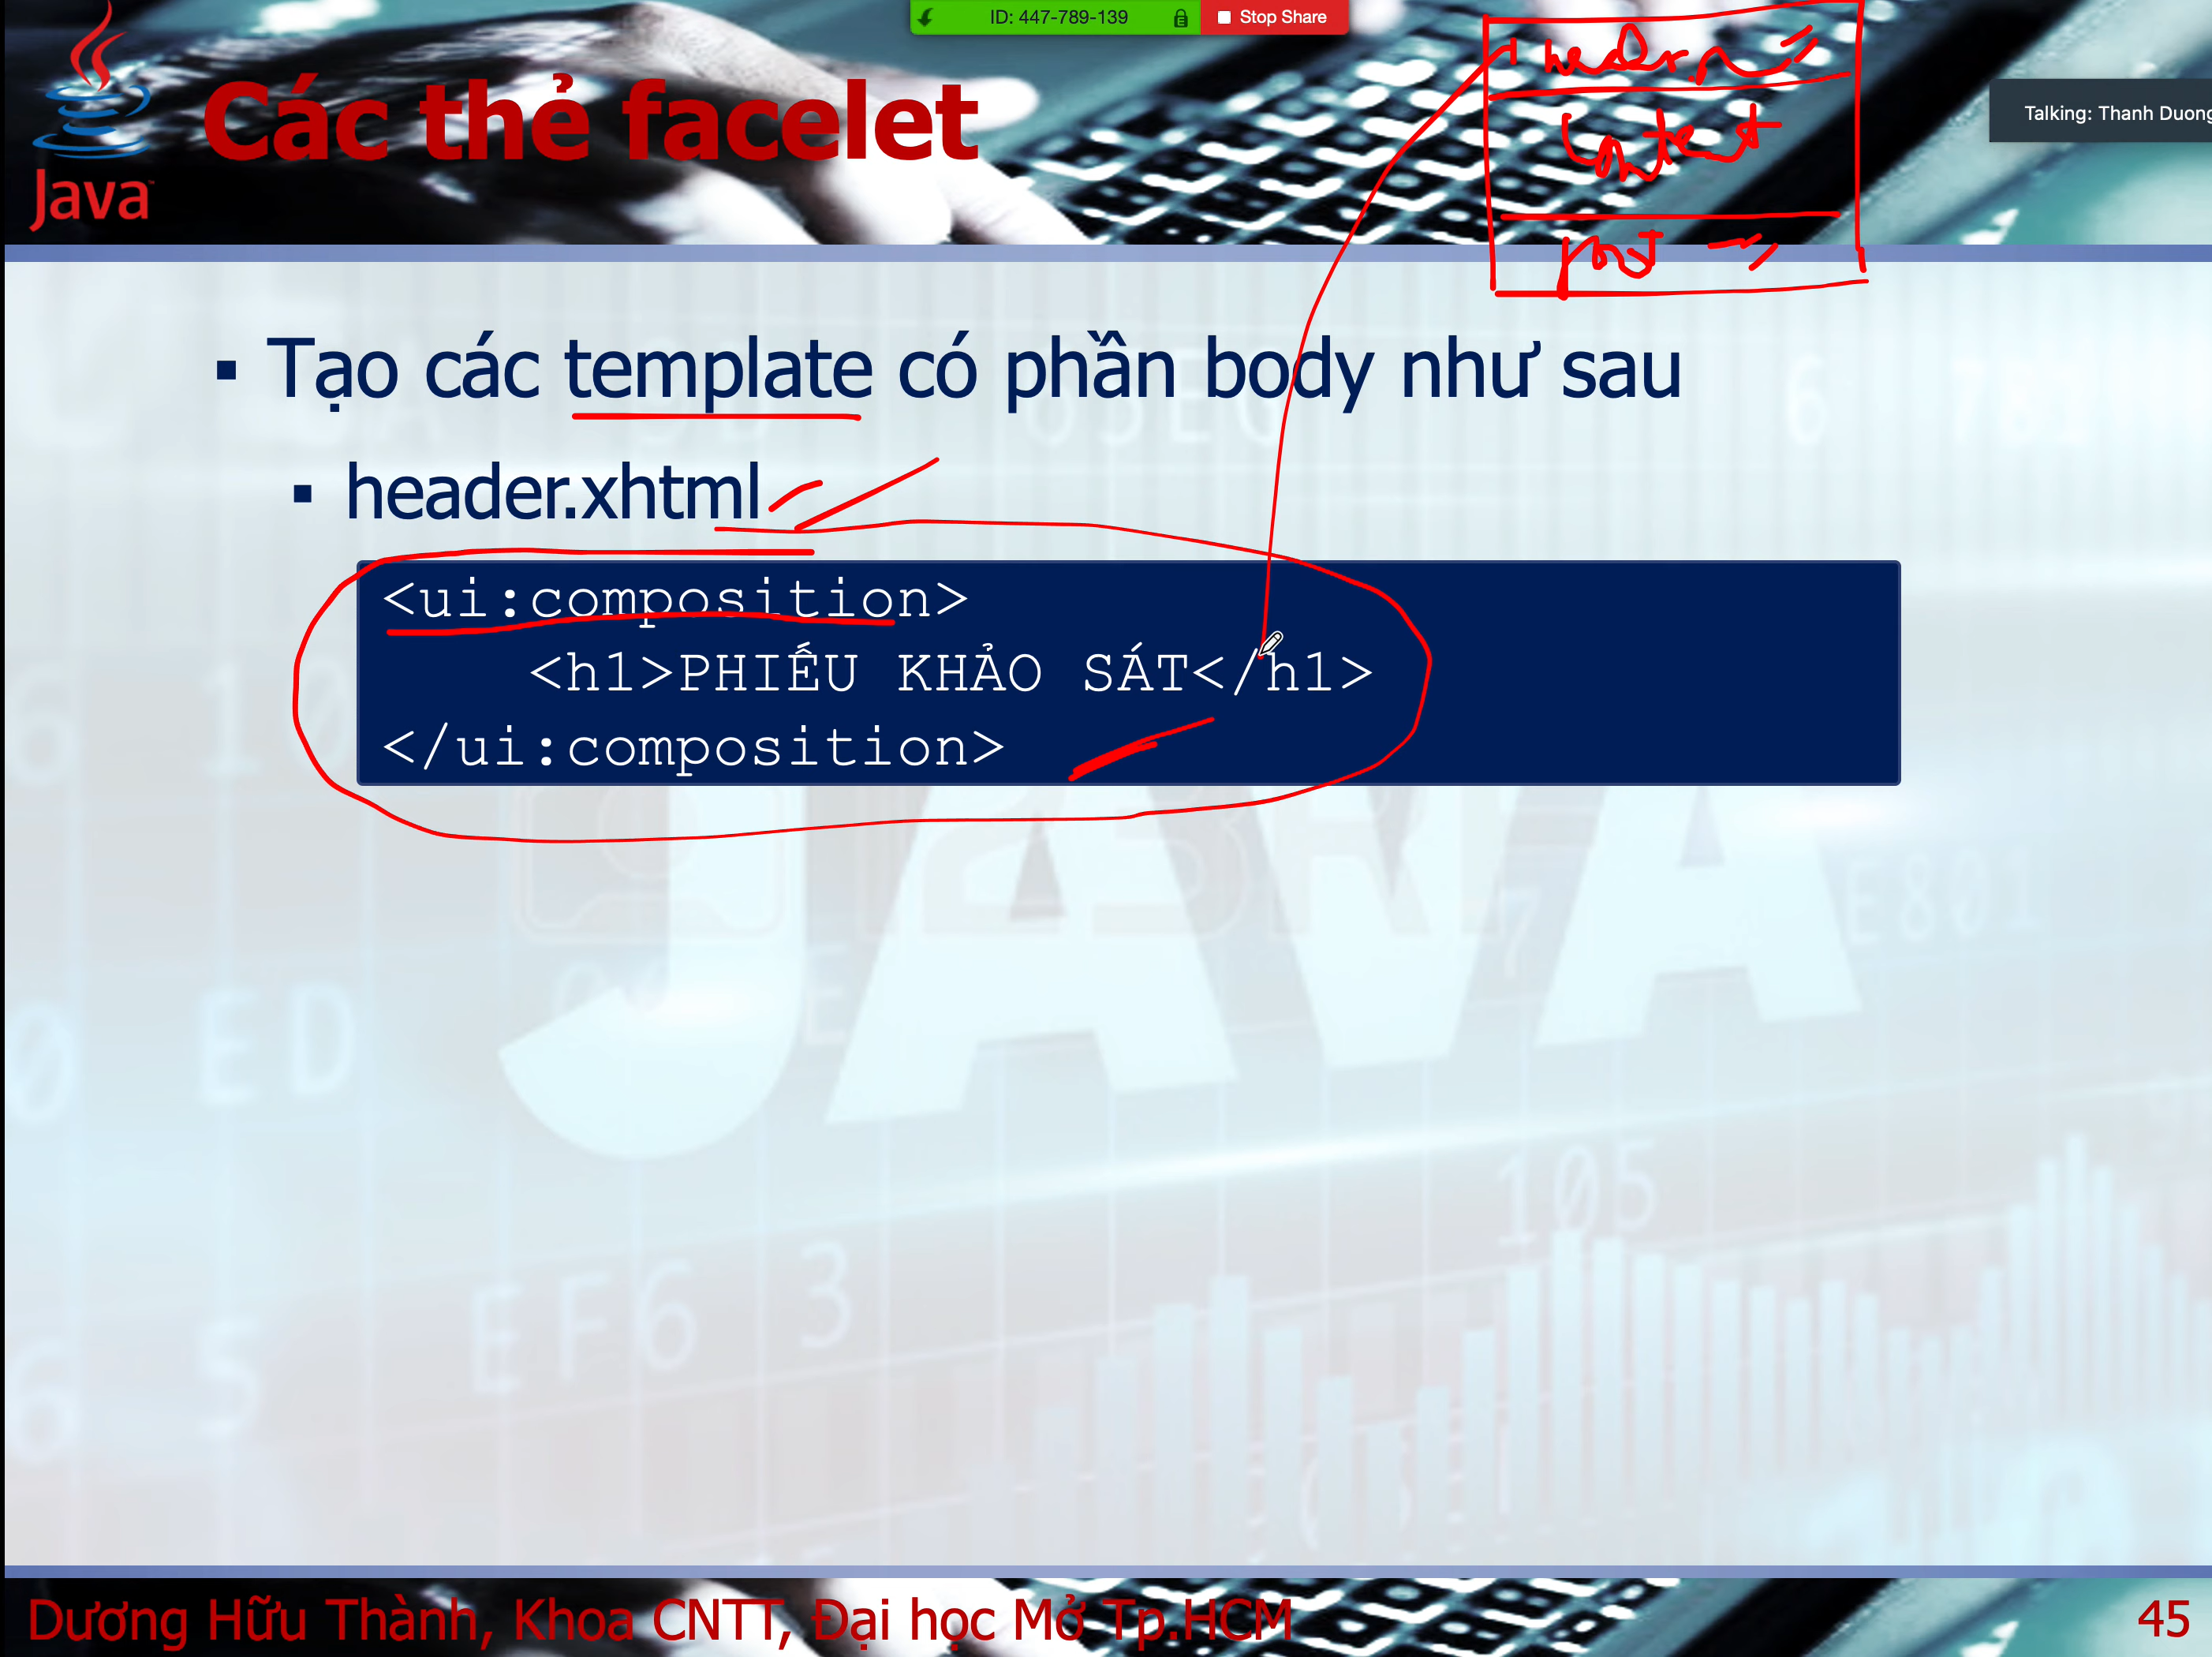 ID: 447-789-139 Stop Share
Talking: Thanh Duong
Các thẻ facelet
Java
header
content
Tạo các template có phần body như sau
header.xhtml
<ui:composition>
<h1>PHIẾU KHẢO SÁT</h1>
</ui:composition>
JAVA
Dương Hữu Thành, Khoa CNTT, Đại học Mở Tp.HCM
45